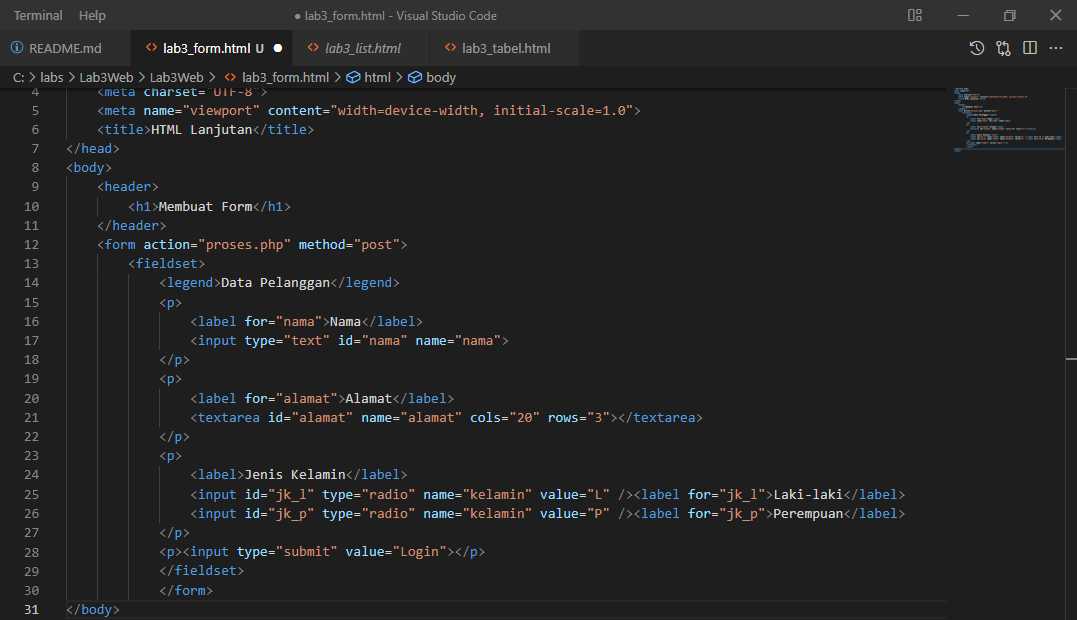 Terminal Help ● lab3_form.html - Visual Studio Code
README.md lab3_form.html U ● lab3_list.html lab3_tabel.html
C: > labs > Lab3Web > Lab3Web > lab3_form.html > html > body
4 <meta charset="UTF-8">
5 <meta name="viewport" content="width=device-width, initial-scale=1.0">
6 <title>HTML Lanjutan</title>
7 </head>
8 <body>
9 <header>
10 <h1>Membuat Form</h1>
11 </header>
12 <form action="proses.php" method="post">
13 <fieldset>
14 <legend>Data Pelanggan</legend>
15 <p>
16 <label for="nama">Nama</label>
17 <input type="text" id="nama" name="nama">
18 </p>
19 <p>
20 <label for="alamat">Alamat</label>
21 <textarea id="alamat" name="alamat" cols="20" rows="3"></textarea>
22 </p>
23 <p>
24 <label>Jenis Kelamin</label>
25 <input id="jk_l" type="radio" name="kelamin" value="L" /><label for="jk_l">Laki-laki</label>
26 <input id="jk_p" type="radio" name="kelamin" value="P" /><label for="jk_p">Perempuan</label>
27 </p>
28 <p><input type="submit" value="Login"></p>
29 </fieldset>
30 </form>
31 </body>